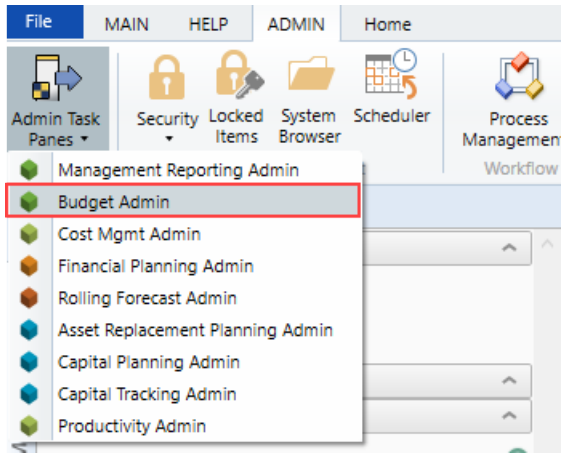 File MAIN HELP ADMIN Home
Admin Task Panes Security Locked Items System Browser Scheduler Process Managemen
Workflow
Management Reporting Admin
Budget Admin
Cost Mgmt Admin
Financial Planning Admin
Rolling Forecast Admin
Asset Replacement Planning Admin
Capital Planning Admin
Capital Tracking Admin
Productivity Admin